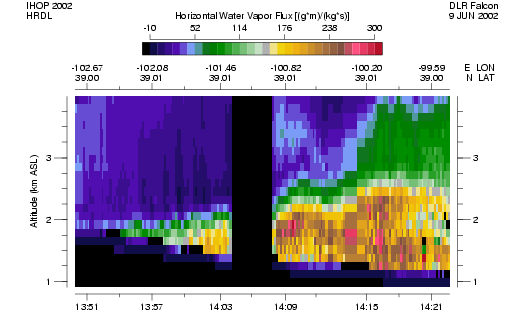 IHOP 2002 DLR Falcon
HRDL Horizontal Water Vapor Flux [(g*m)/(kg*s)] 9 JUN 2002
-10 52 114 176 238 300
-102.67 -102.08 -101.46 -100.82 -100.20 -99.59 E LON
39.00 39.01 39.01 39.01 39.01 39.00 N LAT
Altitude (km ASL)
3
2
1
13:51 13:57 14:03 14:09 14:15 14:21